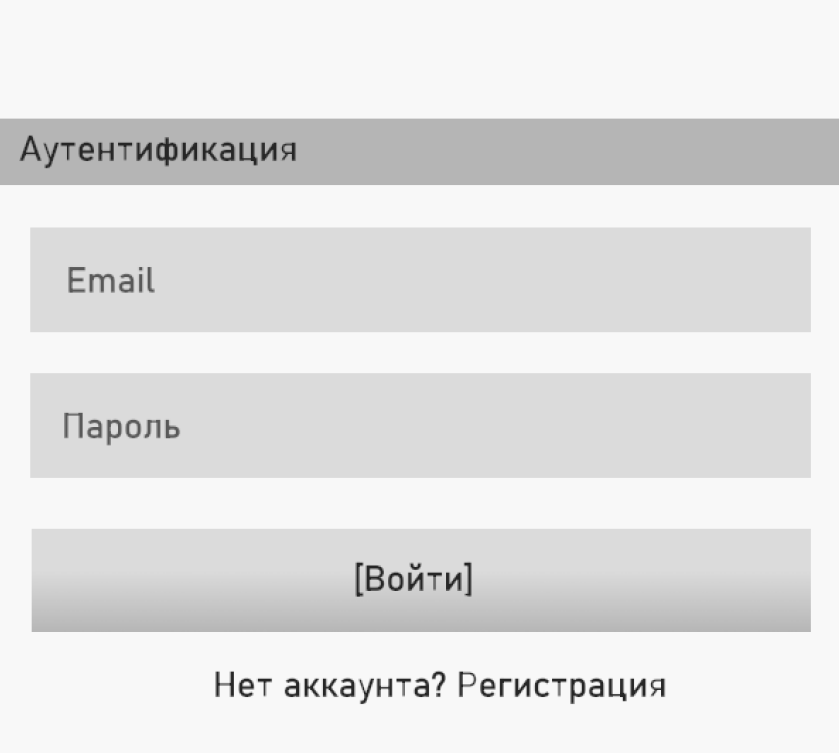 Аутентификация
Email
Пароль
[Войти]
Нет аккаунта? Регистрация